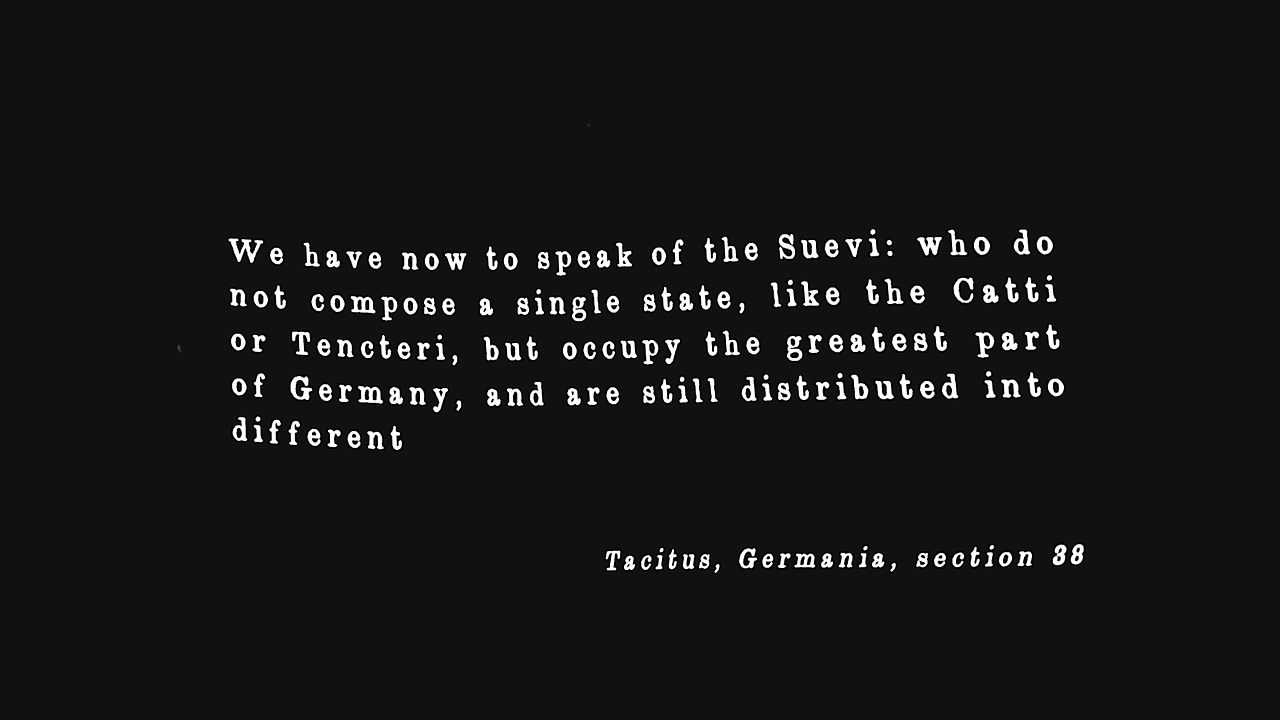 We have now to speak of the Suevi: who do
not compose a single state, like the Catti
or Tencteri, but occupy the greatest part
of Germany, and are still distributed into
different
Tacitus, Germania, section 38